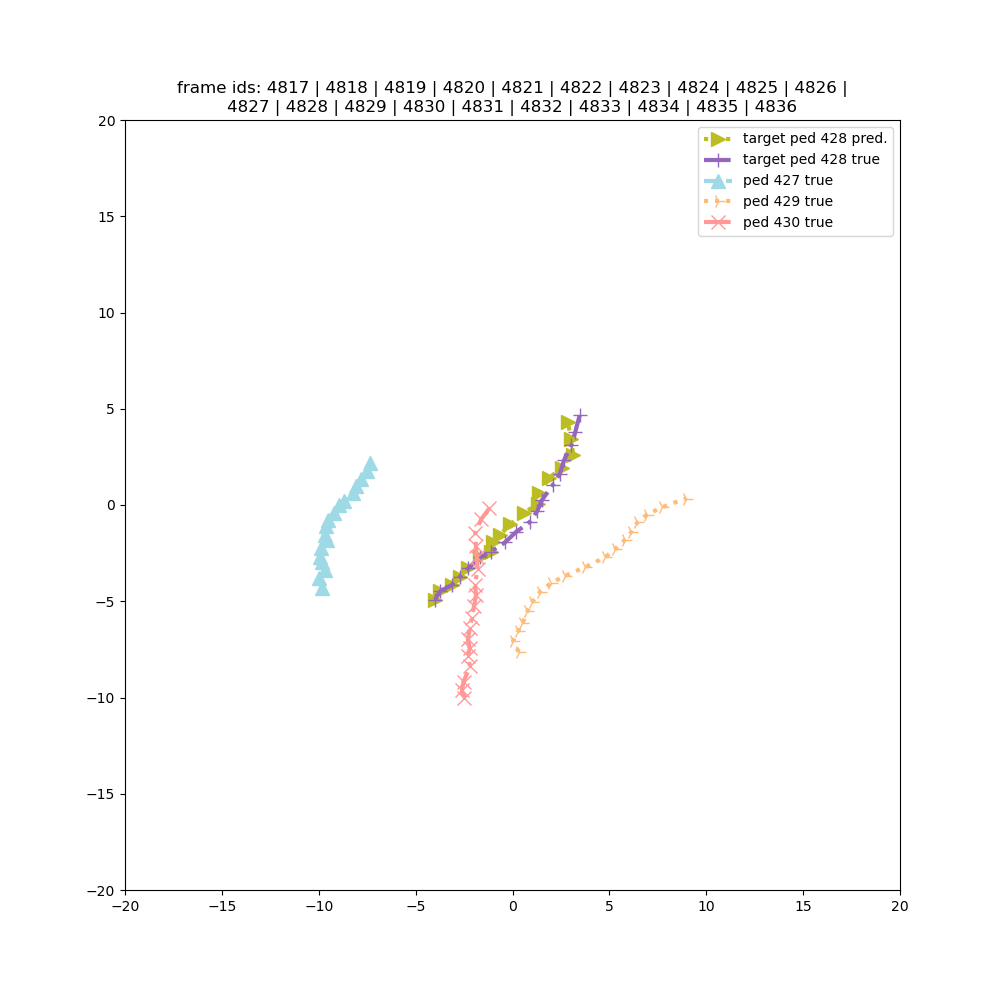 frame ids: 4817 | 4818 | 4819 | 4820 | 4821 | 4822 | 4823 | 4824 | 4825 | 4826 |
4827 | 4828 | 4829 | 4830 | 4831 | 4832 | 4833 | 4834 | 4835 | 4836
target ped 428 pred.
target ped 428 true
ped 427 true
ped 429 true
ped 430 true
20
15
10
5
0
−5
−10
−15
−20
−20 −15 −10 −5 0 5 10 15 20